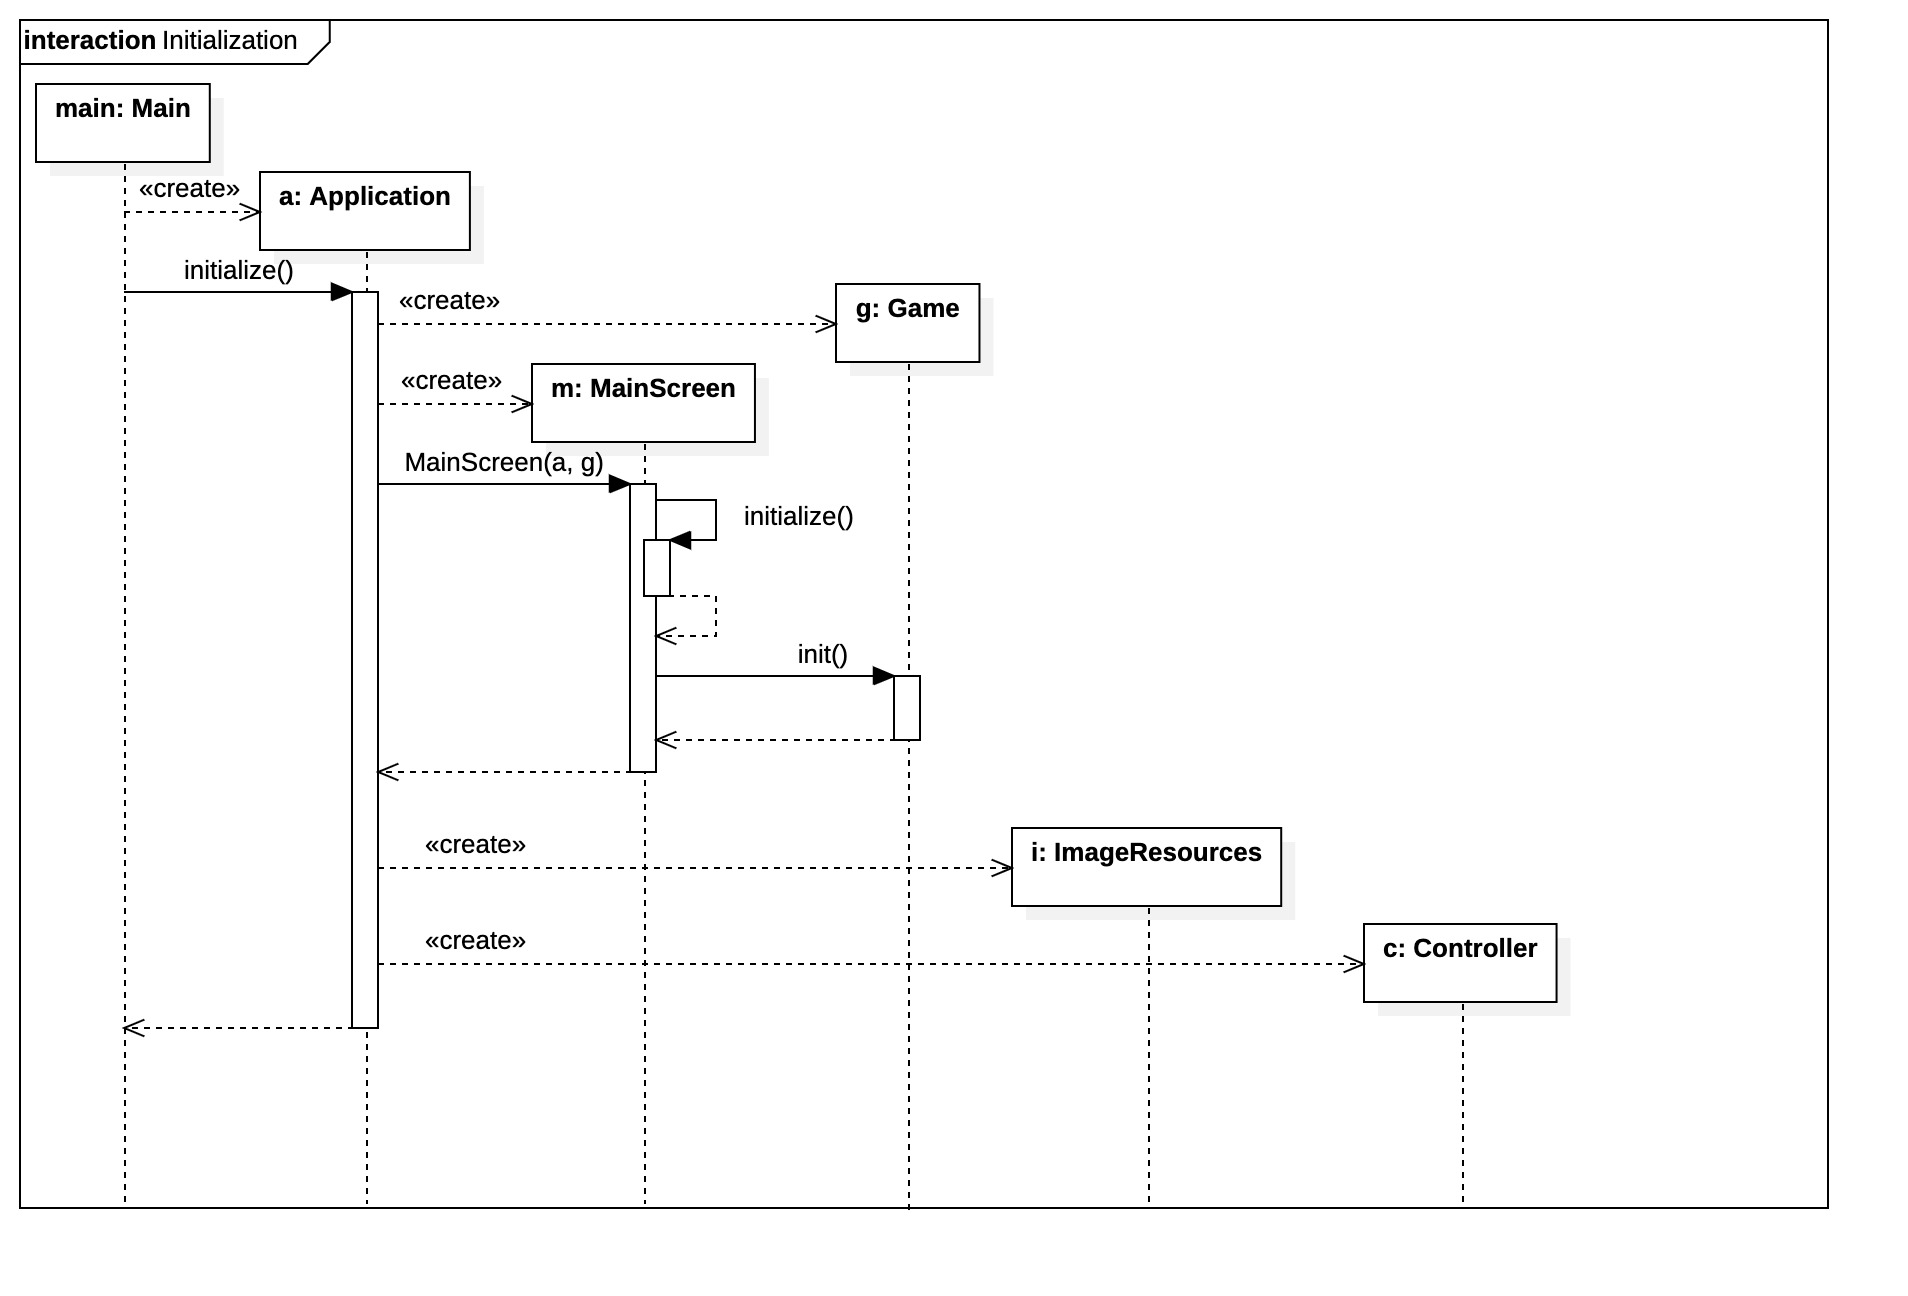 interaction Initialization
main: Main
«create»
a: Application
initialize()
«create»
g: Game
«create»
m: MainScreen
MainScreen(a, g)
initialize()
init()
«create»
i: ImageResources
«create»
c: Controller